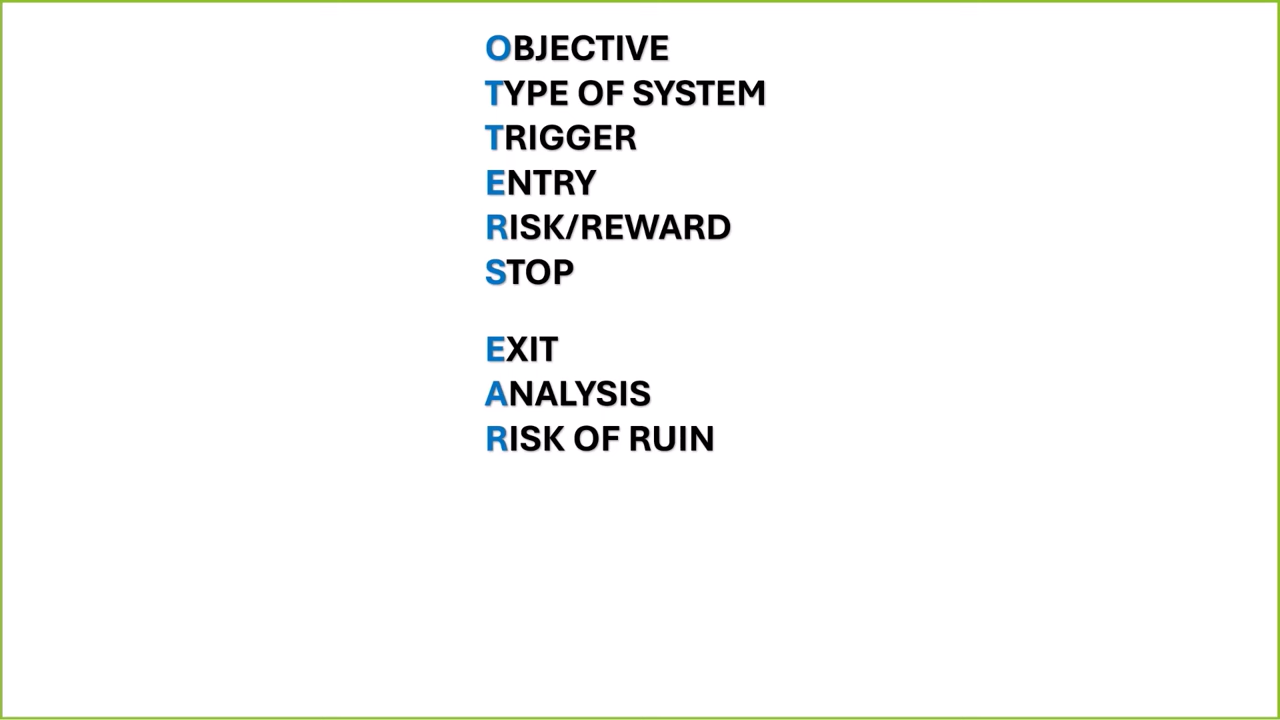 OBJECTIVE
TYPE OF SYSTEM
TRIGGER
ENTRY
RISK/REWARD
STOP
EXIT
ANALYSIS
RISK OF RUIN